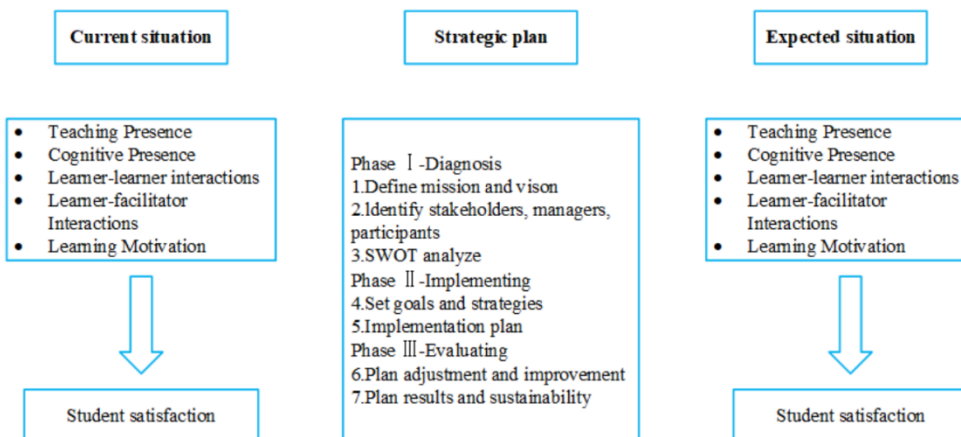 Current situation
Strategic plan
Expected situation
• Teaching Presence
• Cognitive Presence
• Learner-learner interactions
• Learner-facilitator
Interactions
• Learning Motivation
Phase Ⅰ-Diagnosis
1.Define mission and vison
2.Identify stakeholders, managers,
participants
3.SWOT analyze
Phase Ⅱ-Implementing
4.Set goals and strategies
5.Implementation plan
Phase Ⅲ-Evaluating
6.Plan adjustment and improvement
7.Plan results and sustainability
• Teaching Presence
• Cognitive Presence
• Learner-learner interactions
• Learner-facilitator
Interactions
• Learning Motivation
Student satisfaction
Student satisfaction